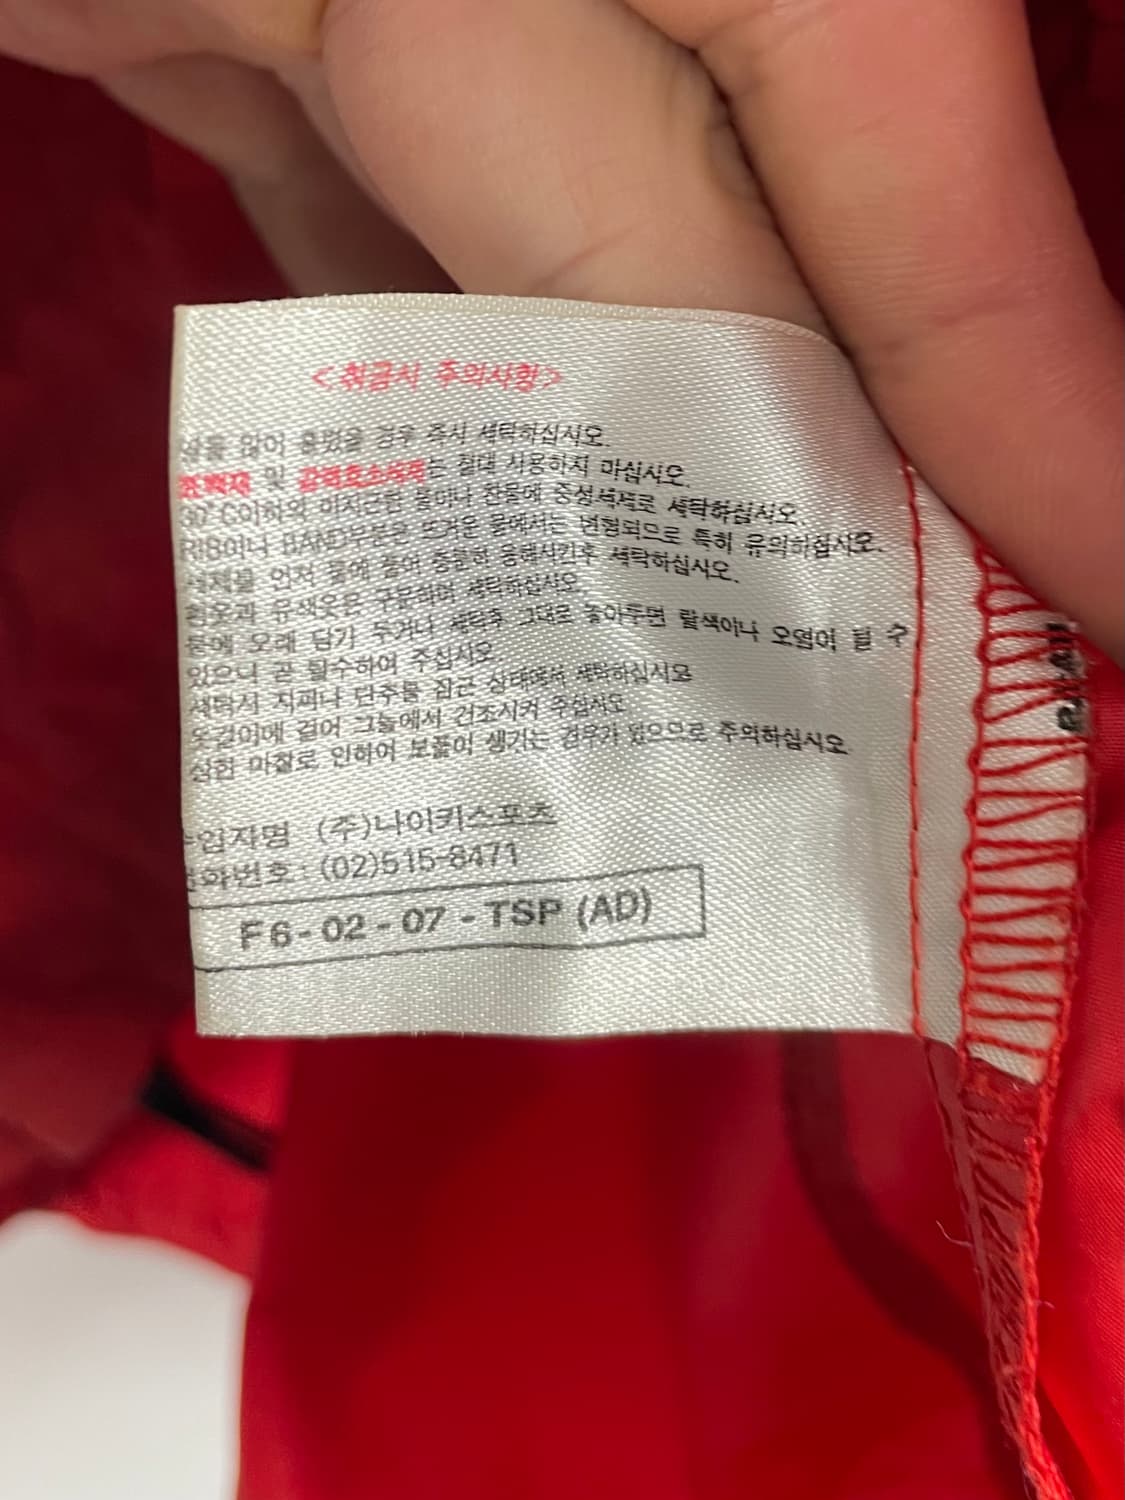 <취급시 주의사항>
땀을 많이 흘렸을 경우 즉시 세탁하십시오.
표백제 및 강력효소세제는 절대 사용하지 마십시오.
30°C이하의 미지근한 물이나 찬물에 중성세제로 세탁하십시오.
RIB이나 BAND부분은 뜨거운 물에서는 변형되므로 특히 유의하십시오.
세제를 먼저 물에 풀어 충분히 용해시킨후 세탁하십시오.
흰옷과 유색옷은 구분하여 세탁하십시오.
물에 오래 담가 두거나 세탁후 그대로 놓아두면 탈색이나 오염이 될 수
있으니 곧 탈수하여 주십시오.
세탁시 지퍼나 단추를 잠근 상태에서 세탁하십시오
옷걸이에 걸어 그늘에서 건조시켜 주십시오
심한 마찰로 인하여 보풀이 생기는 경우가 있으므로 주의하십시오
수입자명 (주)나이키스포츠
전화번호: (02)515-8471
F6-02-07-TSP (AD)